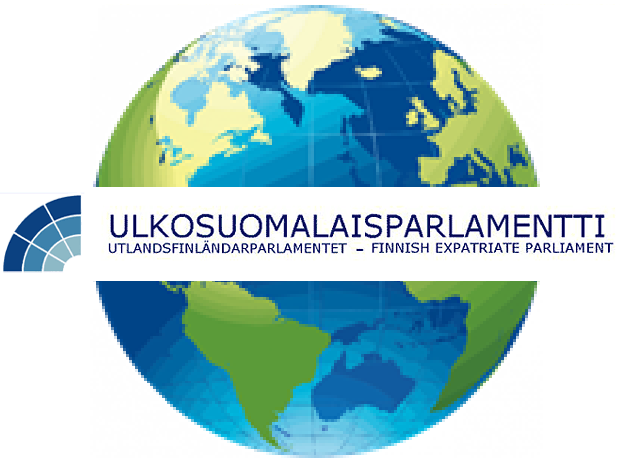 ULKOSUOMALAISPARLAMENTTI
UTLANDSFINLÄNDARPARLAMENTET – FINNISH EXPATRIATE PARLIAMENT